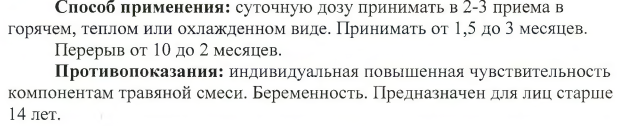 Способ применения: суточную дозу принимать в 2-3 приема в
горячем, теплом или охлажденном виде. Принимать от 1,5 до 3 месяцев.
Перерыв от 10 до 2 месяцев.
Противопоказания: индивидуальная повышенная чувствительность
компонентам травяной смеси. Беременность. Предназначен для лиц старше
14 лет.